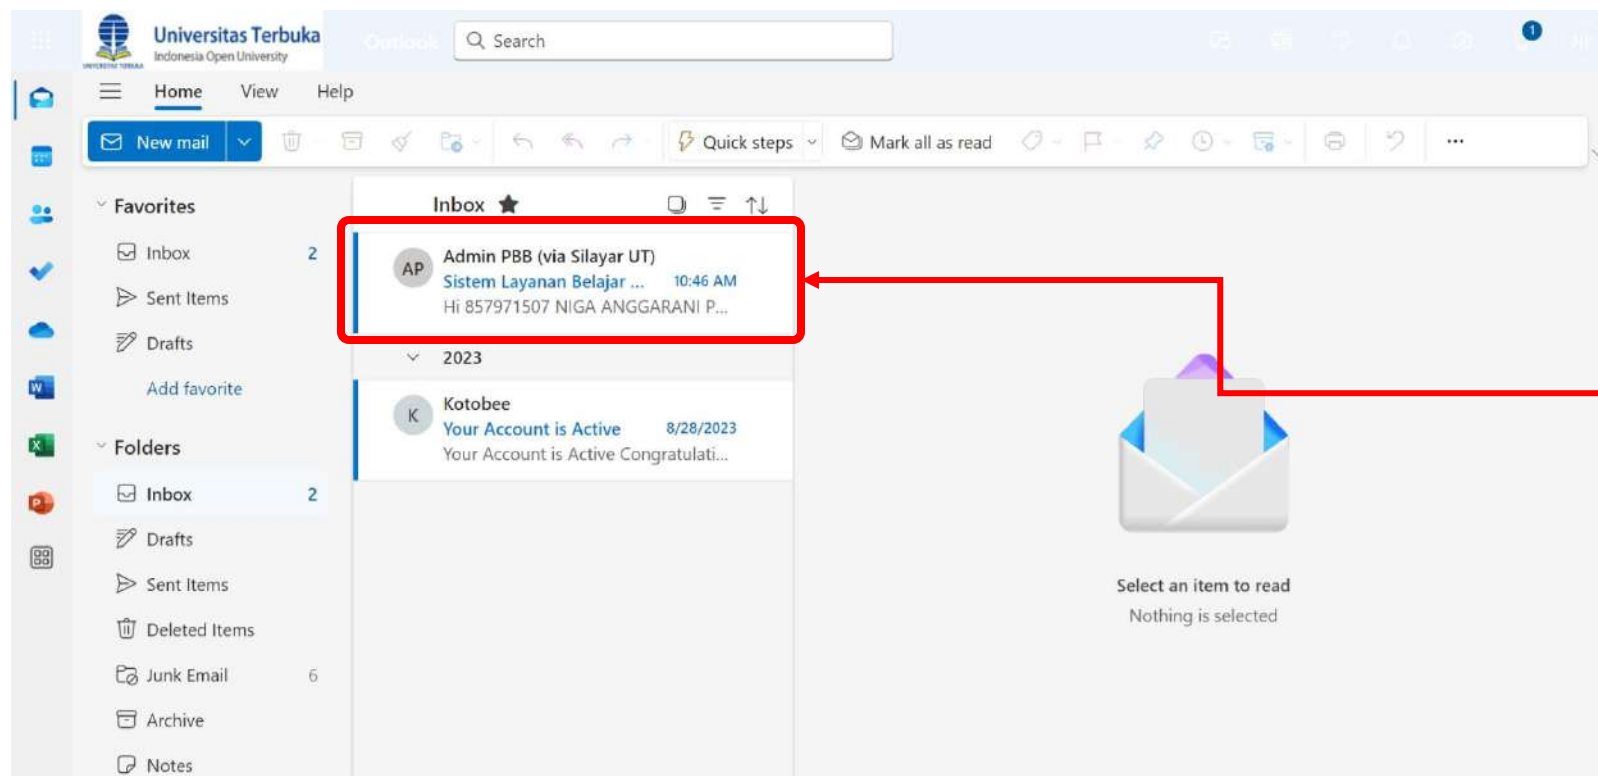 Universitas Terbuka
Indonesia Open University
UNIVERSITAS TERBUKA
Outlook
Search
1
Home View Help
New mail
Quick steps
Mark all as read
Favorites
Inbox 2
Sent Items
Drafts
Add favorite
Folders
Inbox 2
Drafts
Sent Items
Deleted Items
Junk Email 6
Archive
Notes
Inbox
AP
Admin PBB (via Silayar UT)
Sistem Layanan Belajar ... 10:46 AM
Hi 857971507 NIGA ANGGARANI P...
2023
K
Kotobee
Your Account is Active 8/28/2023
Your Account is Active Congratulati...
Select an item to read
Nothing is selected